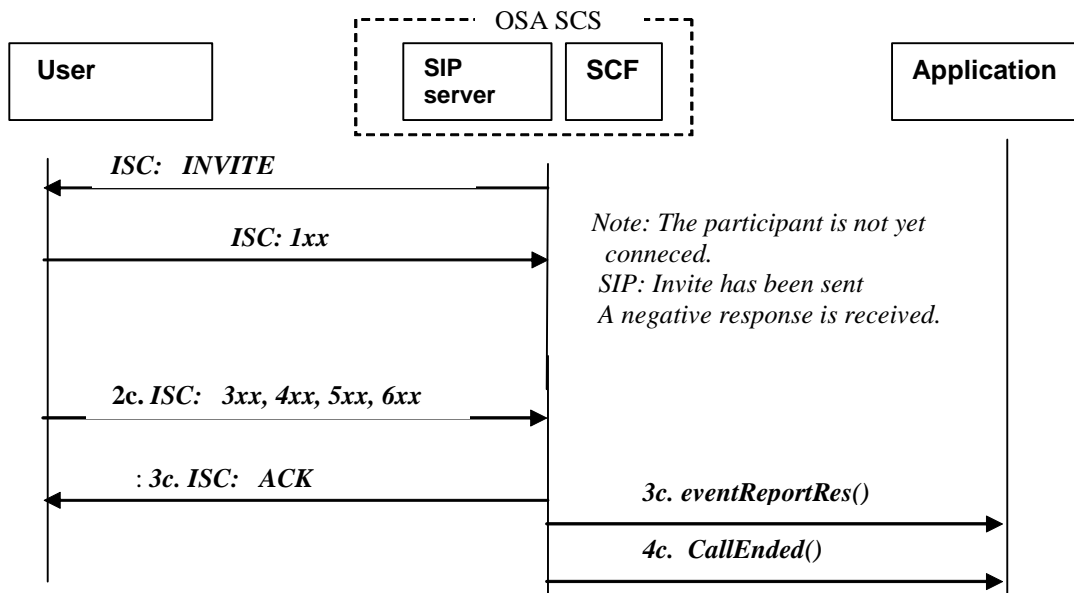 OSA SCS
User
SIP
server
SCF
Application
ISC: INVITE
ISC: 1xx
Note: The participant is not yet
conneced.
SIP: Invite has been sent
A negative response is received.
2c. ISC: 3xx, 4xx, 5xx, 6xx
: 3c. ISC: ACK
3c. eventReportRes()
4c. CallEnded()